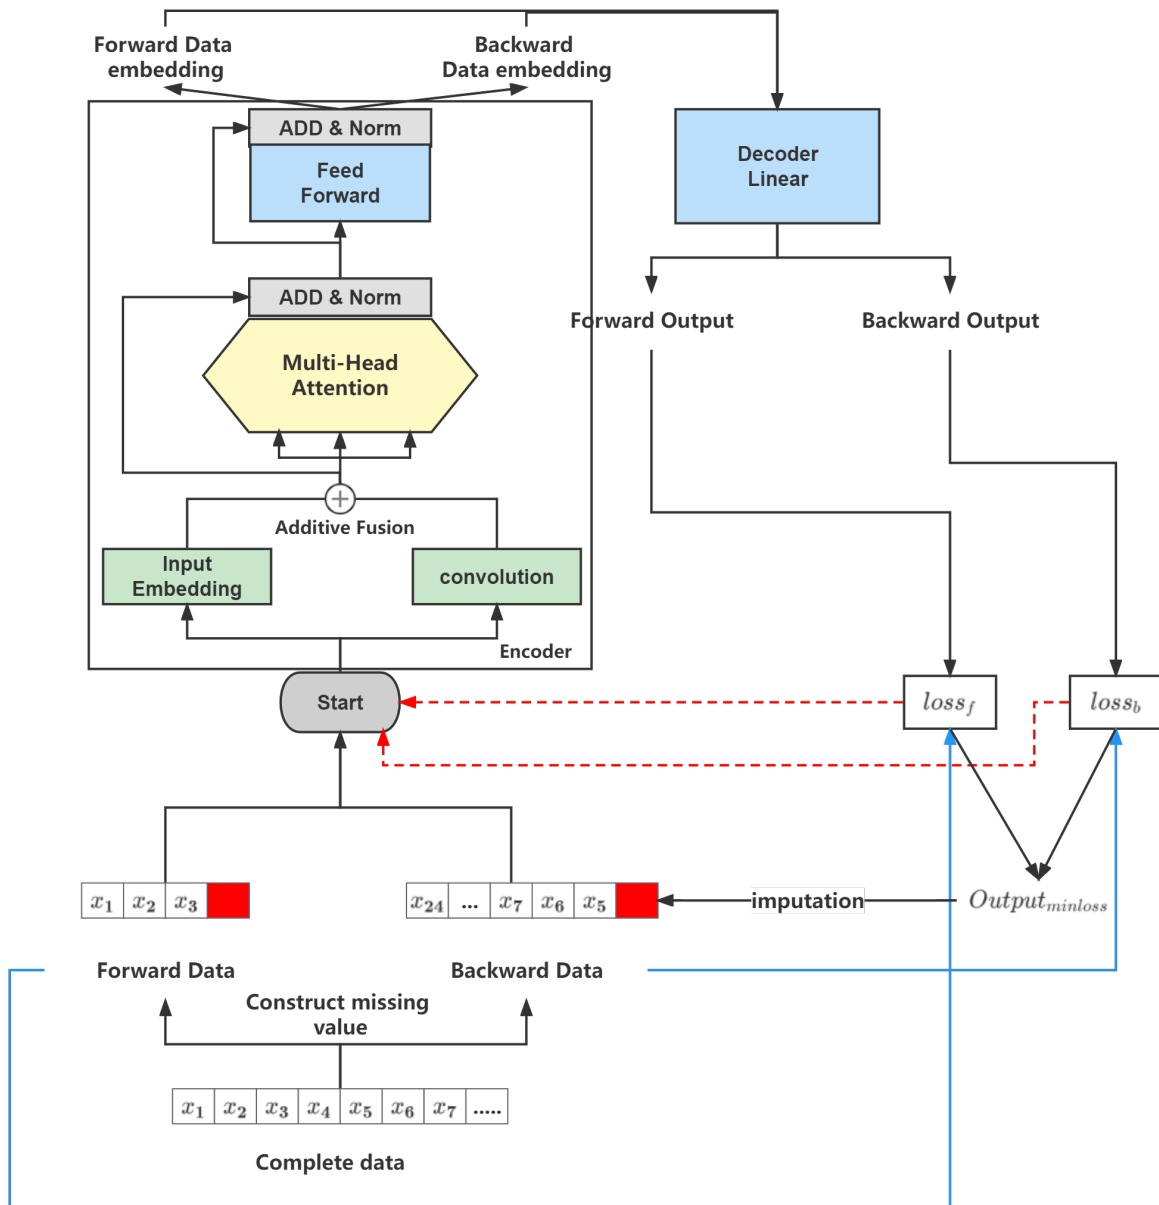 Forward Data
embedding
Backward
Data embedding
ADD & Norm
Feed
Forward
Decoder
Linear
ADD & Norm
Forward Output
Backward Output
Multi-Head
Attention
Additive Fusion
Input
Embedding
convolution
Encoder
Start
loss_f
loss_b
x_1 x_2 x_3
x_24 ... x_7 x_6 x_5
imputation
Output_minloss
Forward Data
Backward Data
Construct missing
value
x_1 x_2 x_3 x_4 x_5 x_6 x_7 .....
Complete data